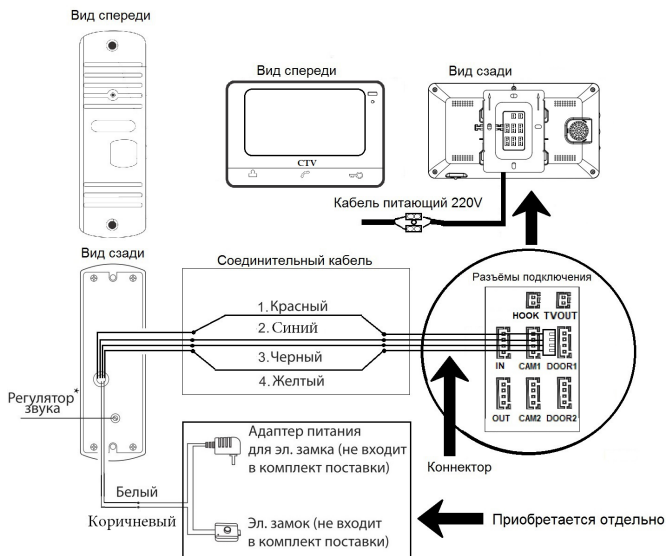 Вид спереди
Вид спереди
Вид сзади
CTV
Кабель питающий 220V
Вид сзади
Соединительный кабель
Разъёмы подключения
1. Красный
2. Синий
3. Черный
4. Желтый
HOOK TVOUT
IN CAM1 DOOR1
OUT CAM2 DOOR2
Регулятор*
звука
Коннектор
Адаптер питания
для эл. замка (не входит
в комплект поставки)
Белый
Коричневый
Эл. замок (не входит
в комплект поставки)
Приобретается отдельно